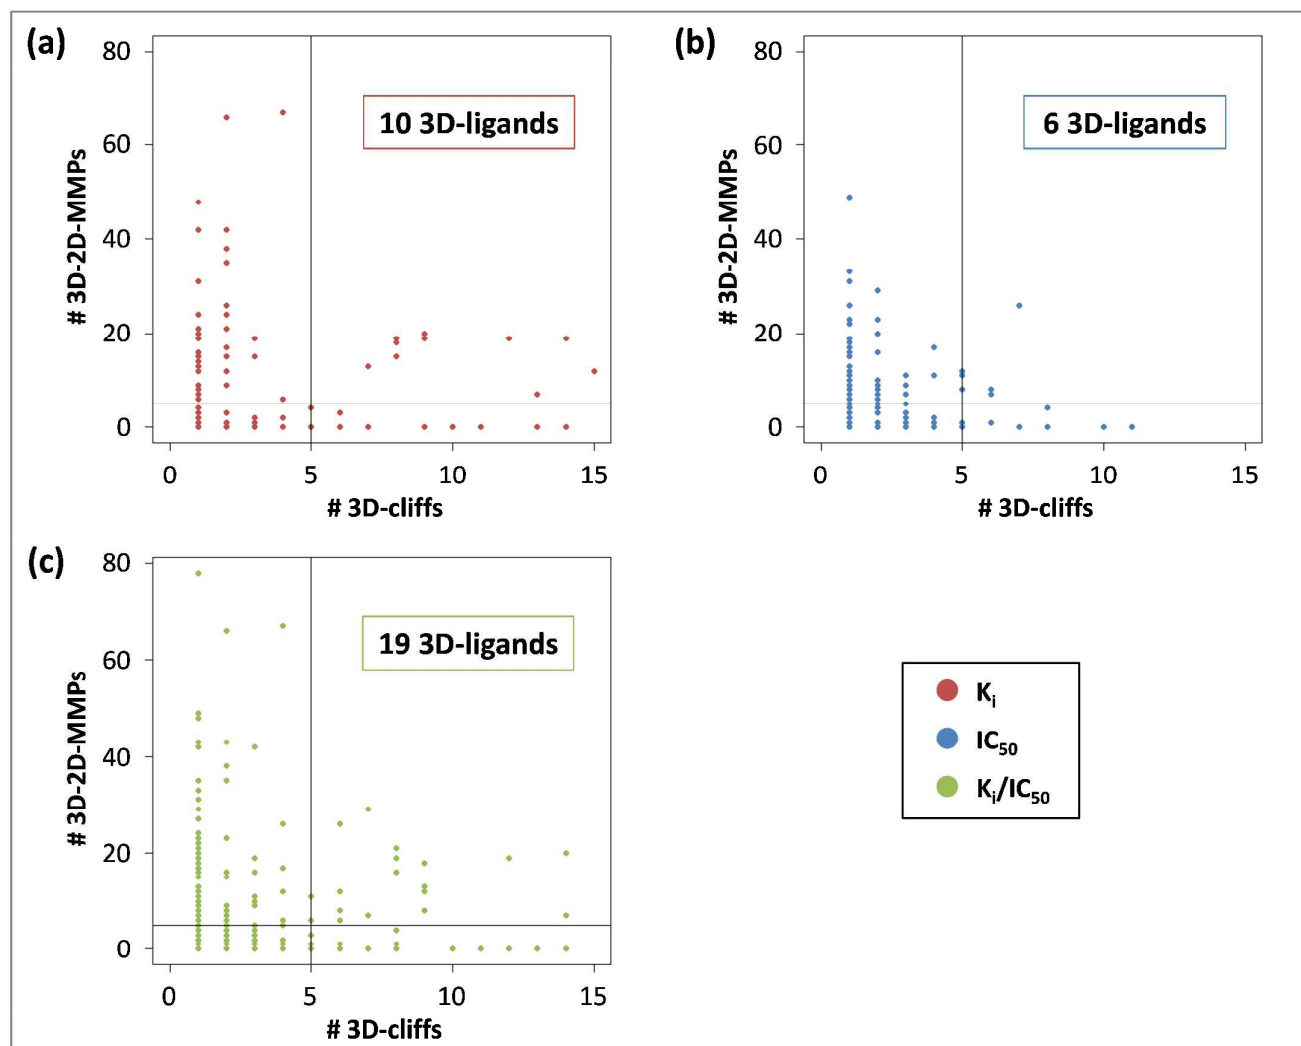 (a)
80
60
40
20
0
# 3D-2D-MMPs
10 3D-ligands
0 5 10 15
# 3D-cliffs
(b)
80
60
40
20
0
# 3D-2D-MMPs
6 3D-ligands
0 5 10 15
# 3D-cliffs
(c)
80
60
40
20
0
# 3D-2D-MMPs
19 3D-ligands
0 5 10 15
# 3D-cliffs
Ki
IC50
Ki/IC50